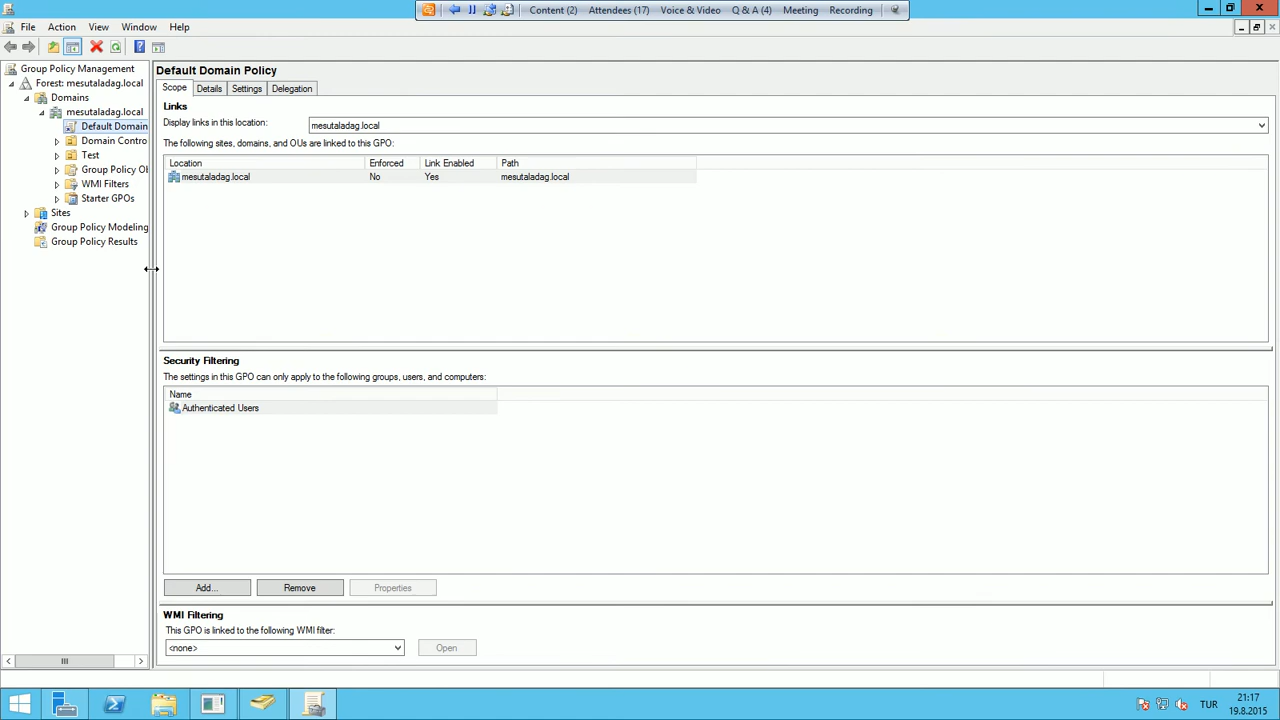 Content (2) Attendees (17) Voice & Video Q & A (4) Meeting Recording
File Action View Window Help
Group Policy Management
Forest: mesutaladag.local
Domains
mesutaladag.local
Default Domain
Domain Contro
Test
Group Policy Ob
WMI Filters
Starter GPOs
Sites
Group Policy Modeling
Group Policy Results
Default Domain Policy
Scope Details Settings Delegation
Links
Display links in this location: mesutaladag.local
The following sites, domains, and OUs are linked to this GPO:
Location Enforced Link Enabled Path
mesutaladag.local No Yes mesutaladag.local
Security Filtering
The settings in this GPO can only apply to the following groups, users, and computers:
Name
Authenticated Users
Add... Remove Properties
WMI Filtering
This GPO is linked to the following WMI filter:
<none> Open
TUR
21:17
19.8.2015